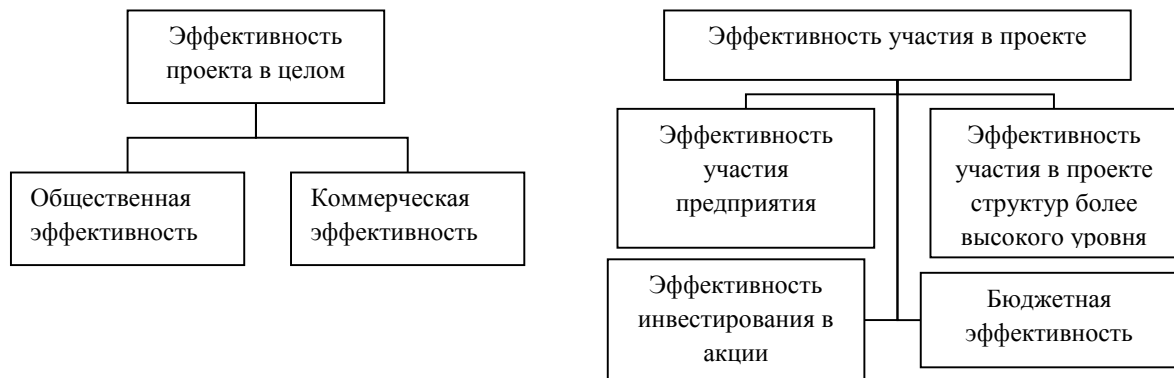 Эффективность
проекта в целом
Общественная
эффективность
Коммерческая
эффективность
Эффективность участия в проекте
Эффективность
участия
предприятия
Эффективность
участия в проекте
структур более
высокого уровня
Эффективность
инвестирования в
акции
Бюджетная
эффективность